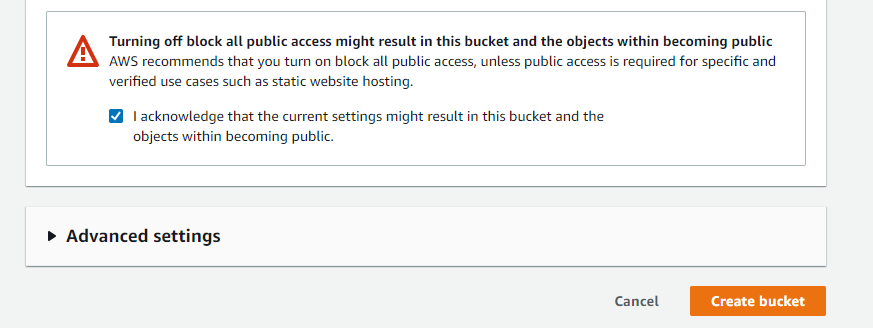 Turning off block all public access might result in this bucket and the objects within becoming public
AWS recommends that you turn on block all public access, unless public access is required for specific and
verified use cases such as static website hosting.
I acknowledge that the current settings might result in this bucket and the
objects within becoming public.
Advanced settings
Cancel
Create bucket